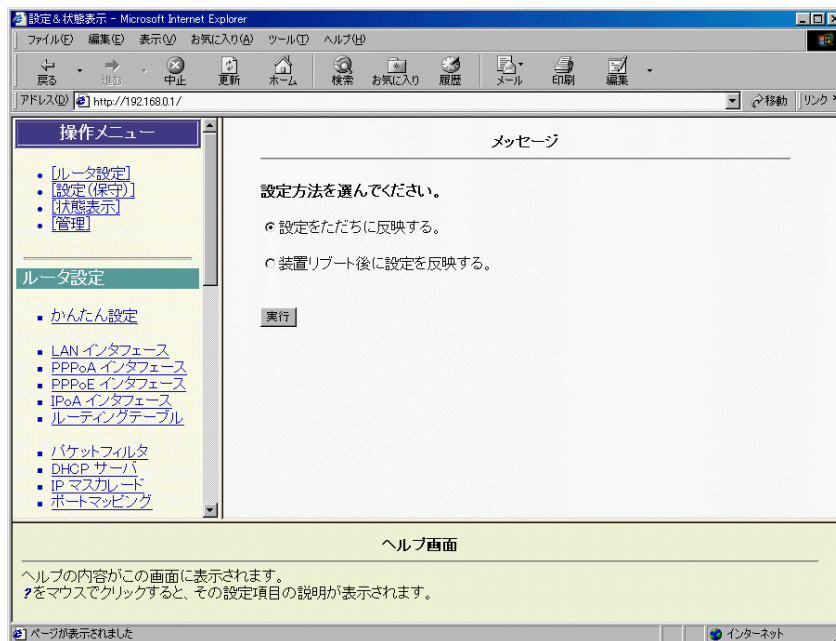 設定＆状態表示 - Microsoft Internet Explorer
ファイル(F) 編集(E) 表示(V) お気に入り(A) ツール(T) ヘルプ(H)
戻る 進む 中止 更新 ホーム 検索 お気に入り 履歴 メール 印刷 編集
アドレス(D) http://192.168.0.1/ 移動 リンク »
操作メニュー
[ルータ設定]
[設定(保守)]
[状態表示]
[管理]
ルータ設定
かんたん設定
LAN インタフェース
PPPoA インタフェース
PPPoE インタフェース
IPoA インタフェース
ルーティングテーブル
パケットフィルタ
DHCP サーバ
IP マスカレード
ポートマッピング
メッセージ
設定方法を選んでください。
設定をただちに反映する。
装置リブート後に設定を反映する。
実行
ヘルプ画面
ヘルプの内容がこの画面に表示されます。
?をマウスでクリックすると、その設定項目の説明が表示されます。
ページが表示されました インターネット